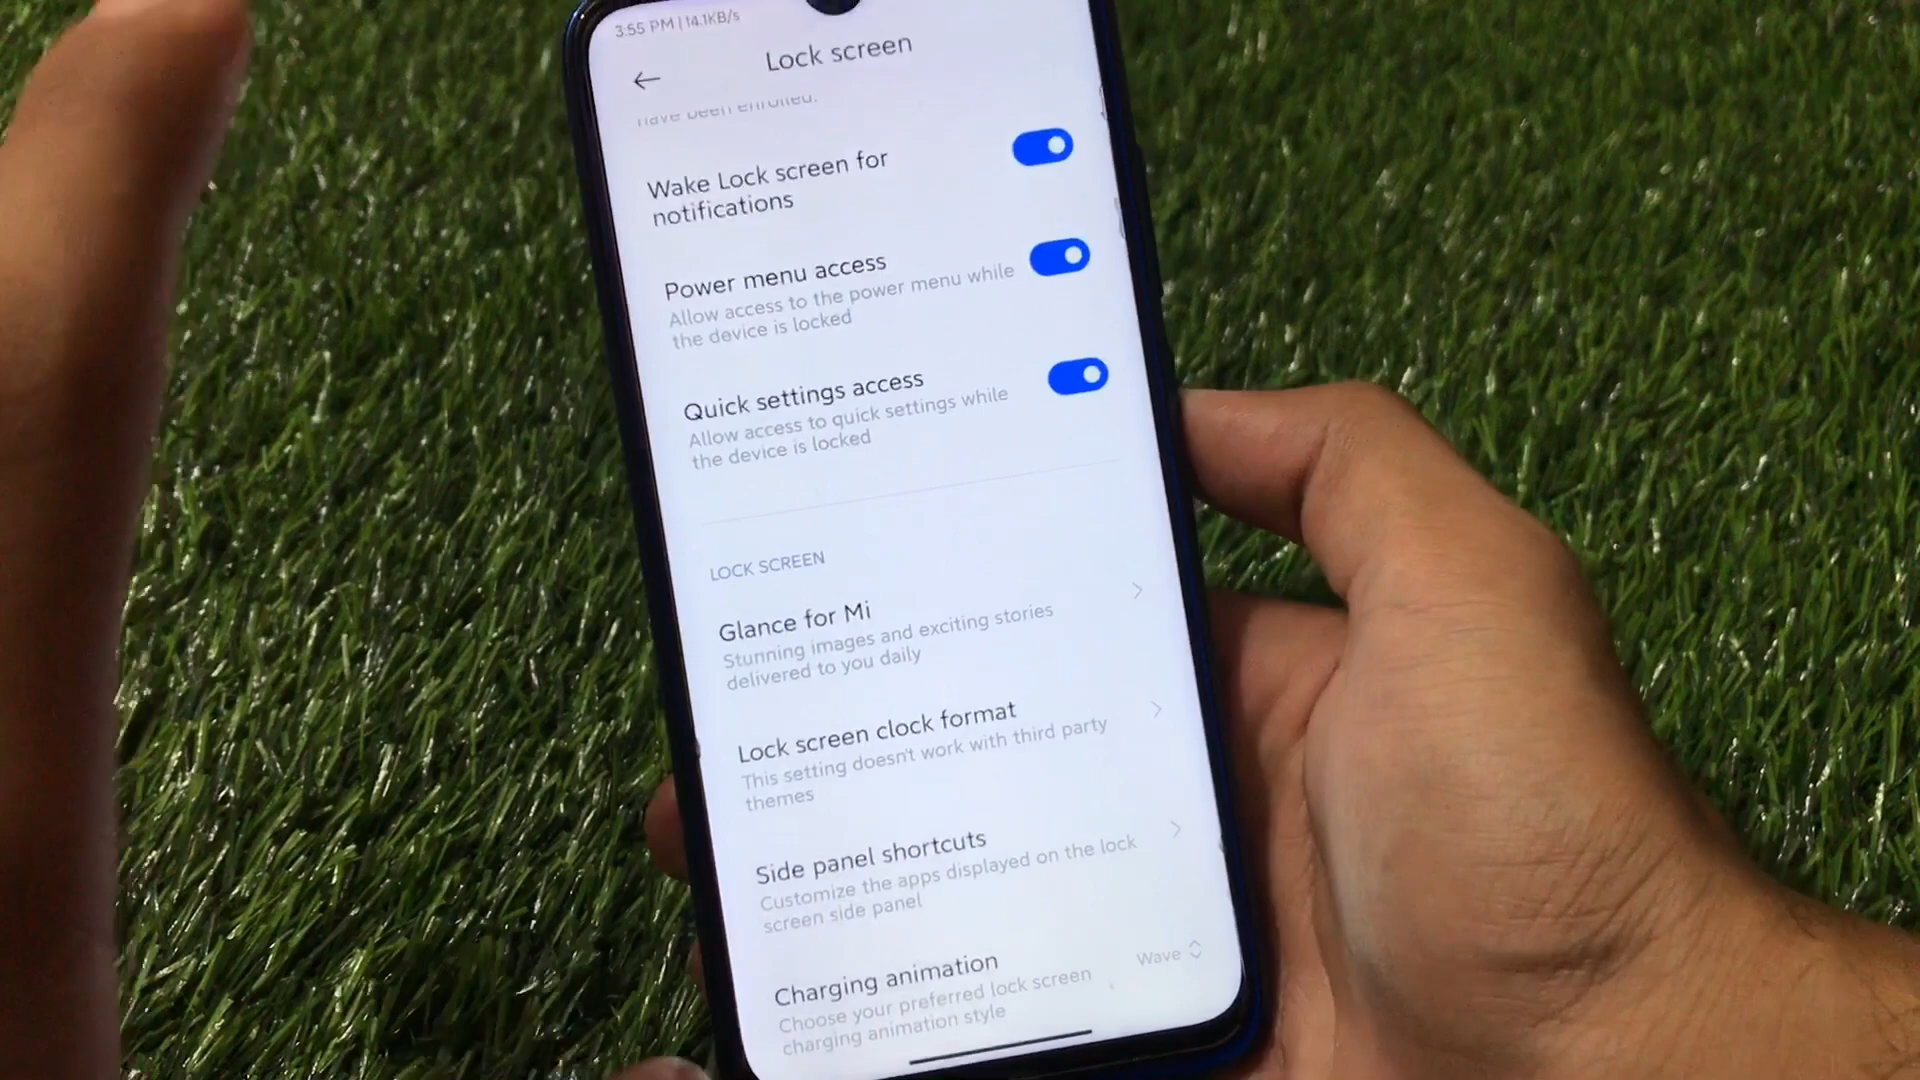 3:55 PM | 14.1KB/s
Lock screen
have been enrolled.
Wake Lock screen for
notifications
Power menu access
Allow access to the power menu while
the device is locked
Quick settings access
Allow access to quick settings while
the device is locked
LOCK SCREEN
Glance for Mi
Stunning images and exciting stories
delivered to you daily
Lock screen clock format
This setting doesn't work with third party
themes
Side panel shortcuts
Customize the apps displayed on the lock
screen side panel
Charging animation
Wave
Choose your preferred lock screen
charging animation style